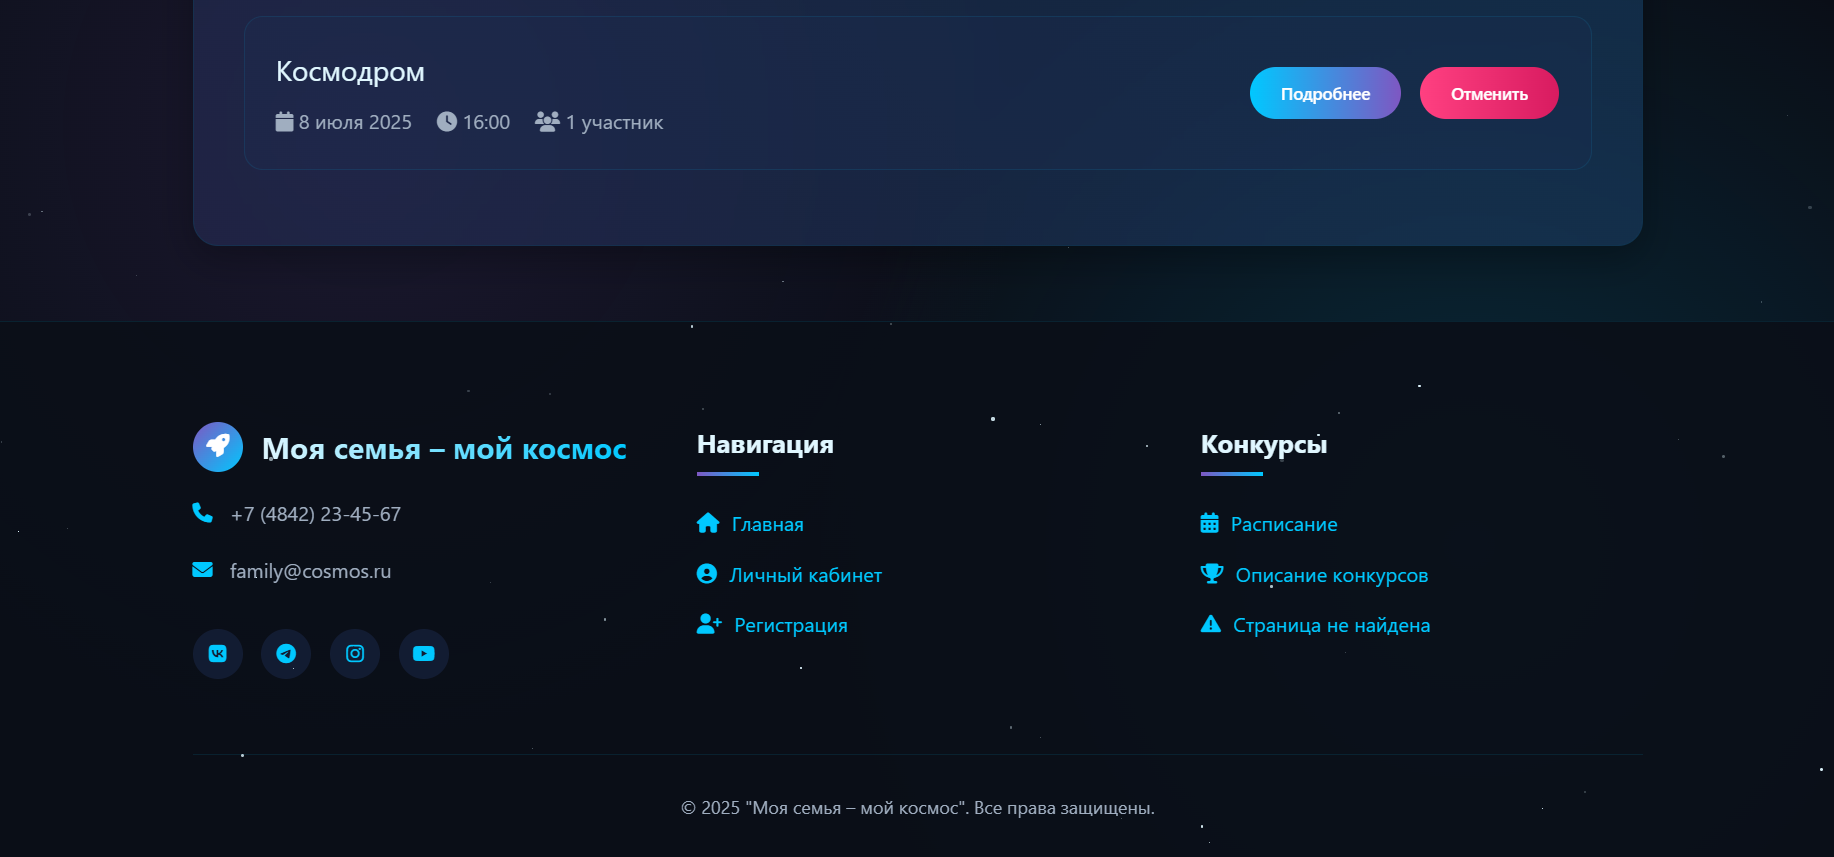 Космодром
8 июля 2025 16:00 1 участник
Подробнее Отменить
Моя семья – мой космос
+7 (4842) 23-45-67
family@cosmos.ru
Навигация
Главная
Личный кабинет
Регистрация
Конкурсы
Расписание
Описание конкурсов
Страница не найдена
© 2025 "Моя семья – мой космос". Все права защищены.